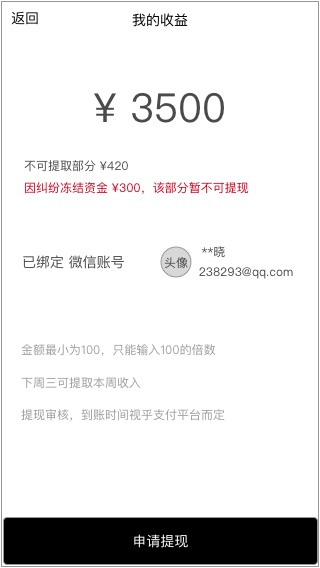 返回
我的收益
¥ 3500
不可提取部分 ¥420
因纠纷冻结资金 ¥300，该部分暂不可提现
已绑定 微信账号
头像
**晓
238293@qq.com
金额最小为100，只能输入100的倍数
下周三可提取本周收入
提现审核，到账时间视乎支付平台而定
申请提现